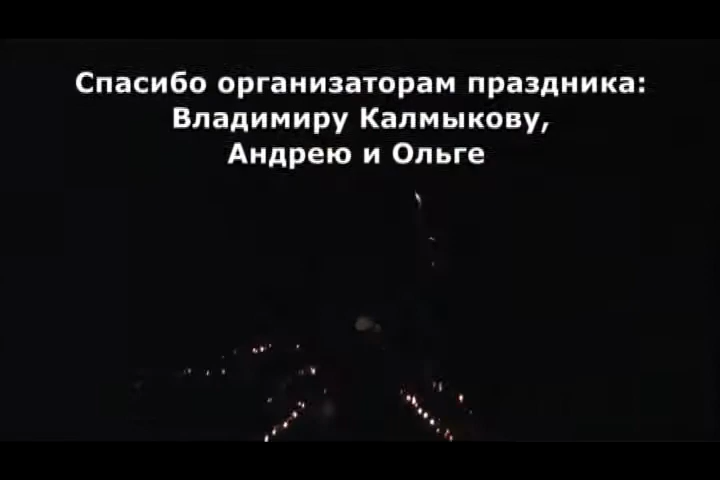 Спасибо организаторам праздника:
Владимиру Калмыкову,
Андрею и Ольге